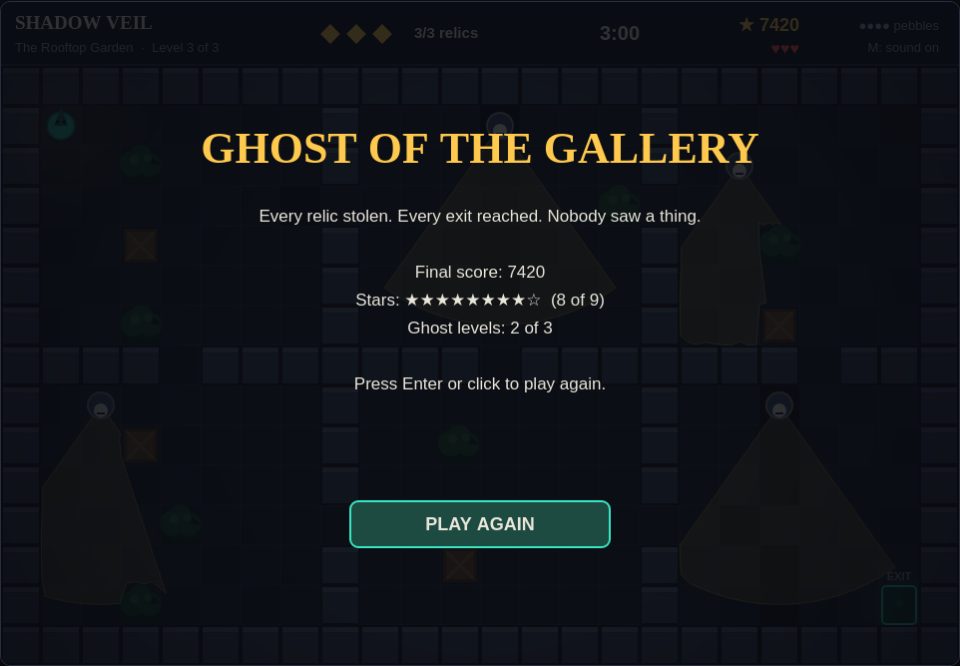 SHADOW VEIL
The Rooftop Garden · Level 3 of 3
3/3 relics
3:00
★ 7420
♥♥♥
●●●● pebbles
M: sound on
GHOST OF THE GALLERY
Every relic stolen. Every exit reached. Nobody saw a thing.
Final score: 7420
Stars: ★★★★★★★★☆ (8 of 9)
Ghost levels: 2 of 3
Press Enter or click to play again.
PLAY AGAIN
EXIT